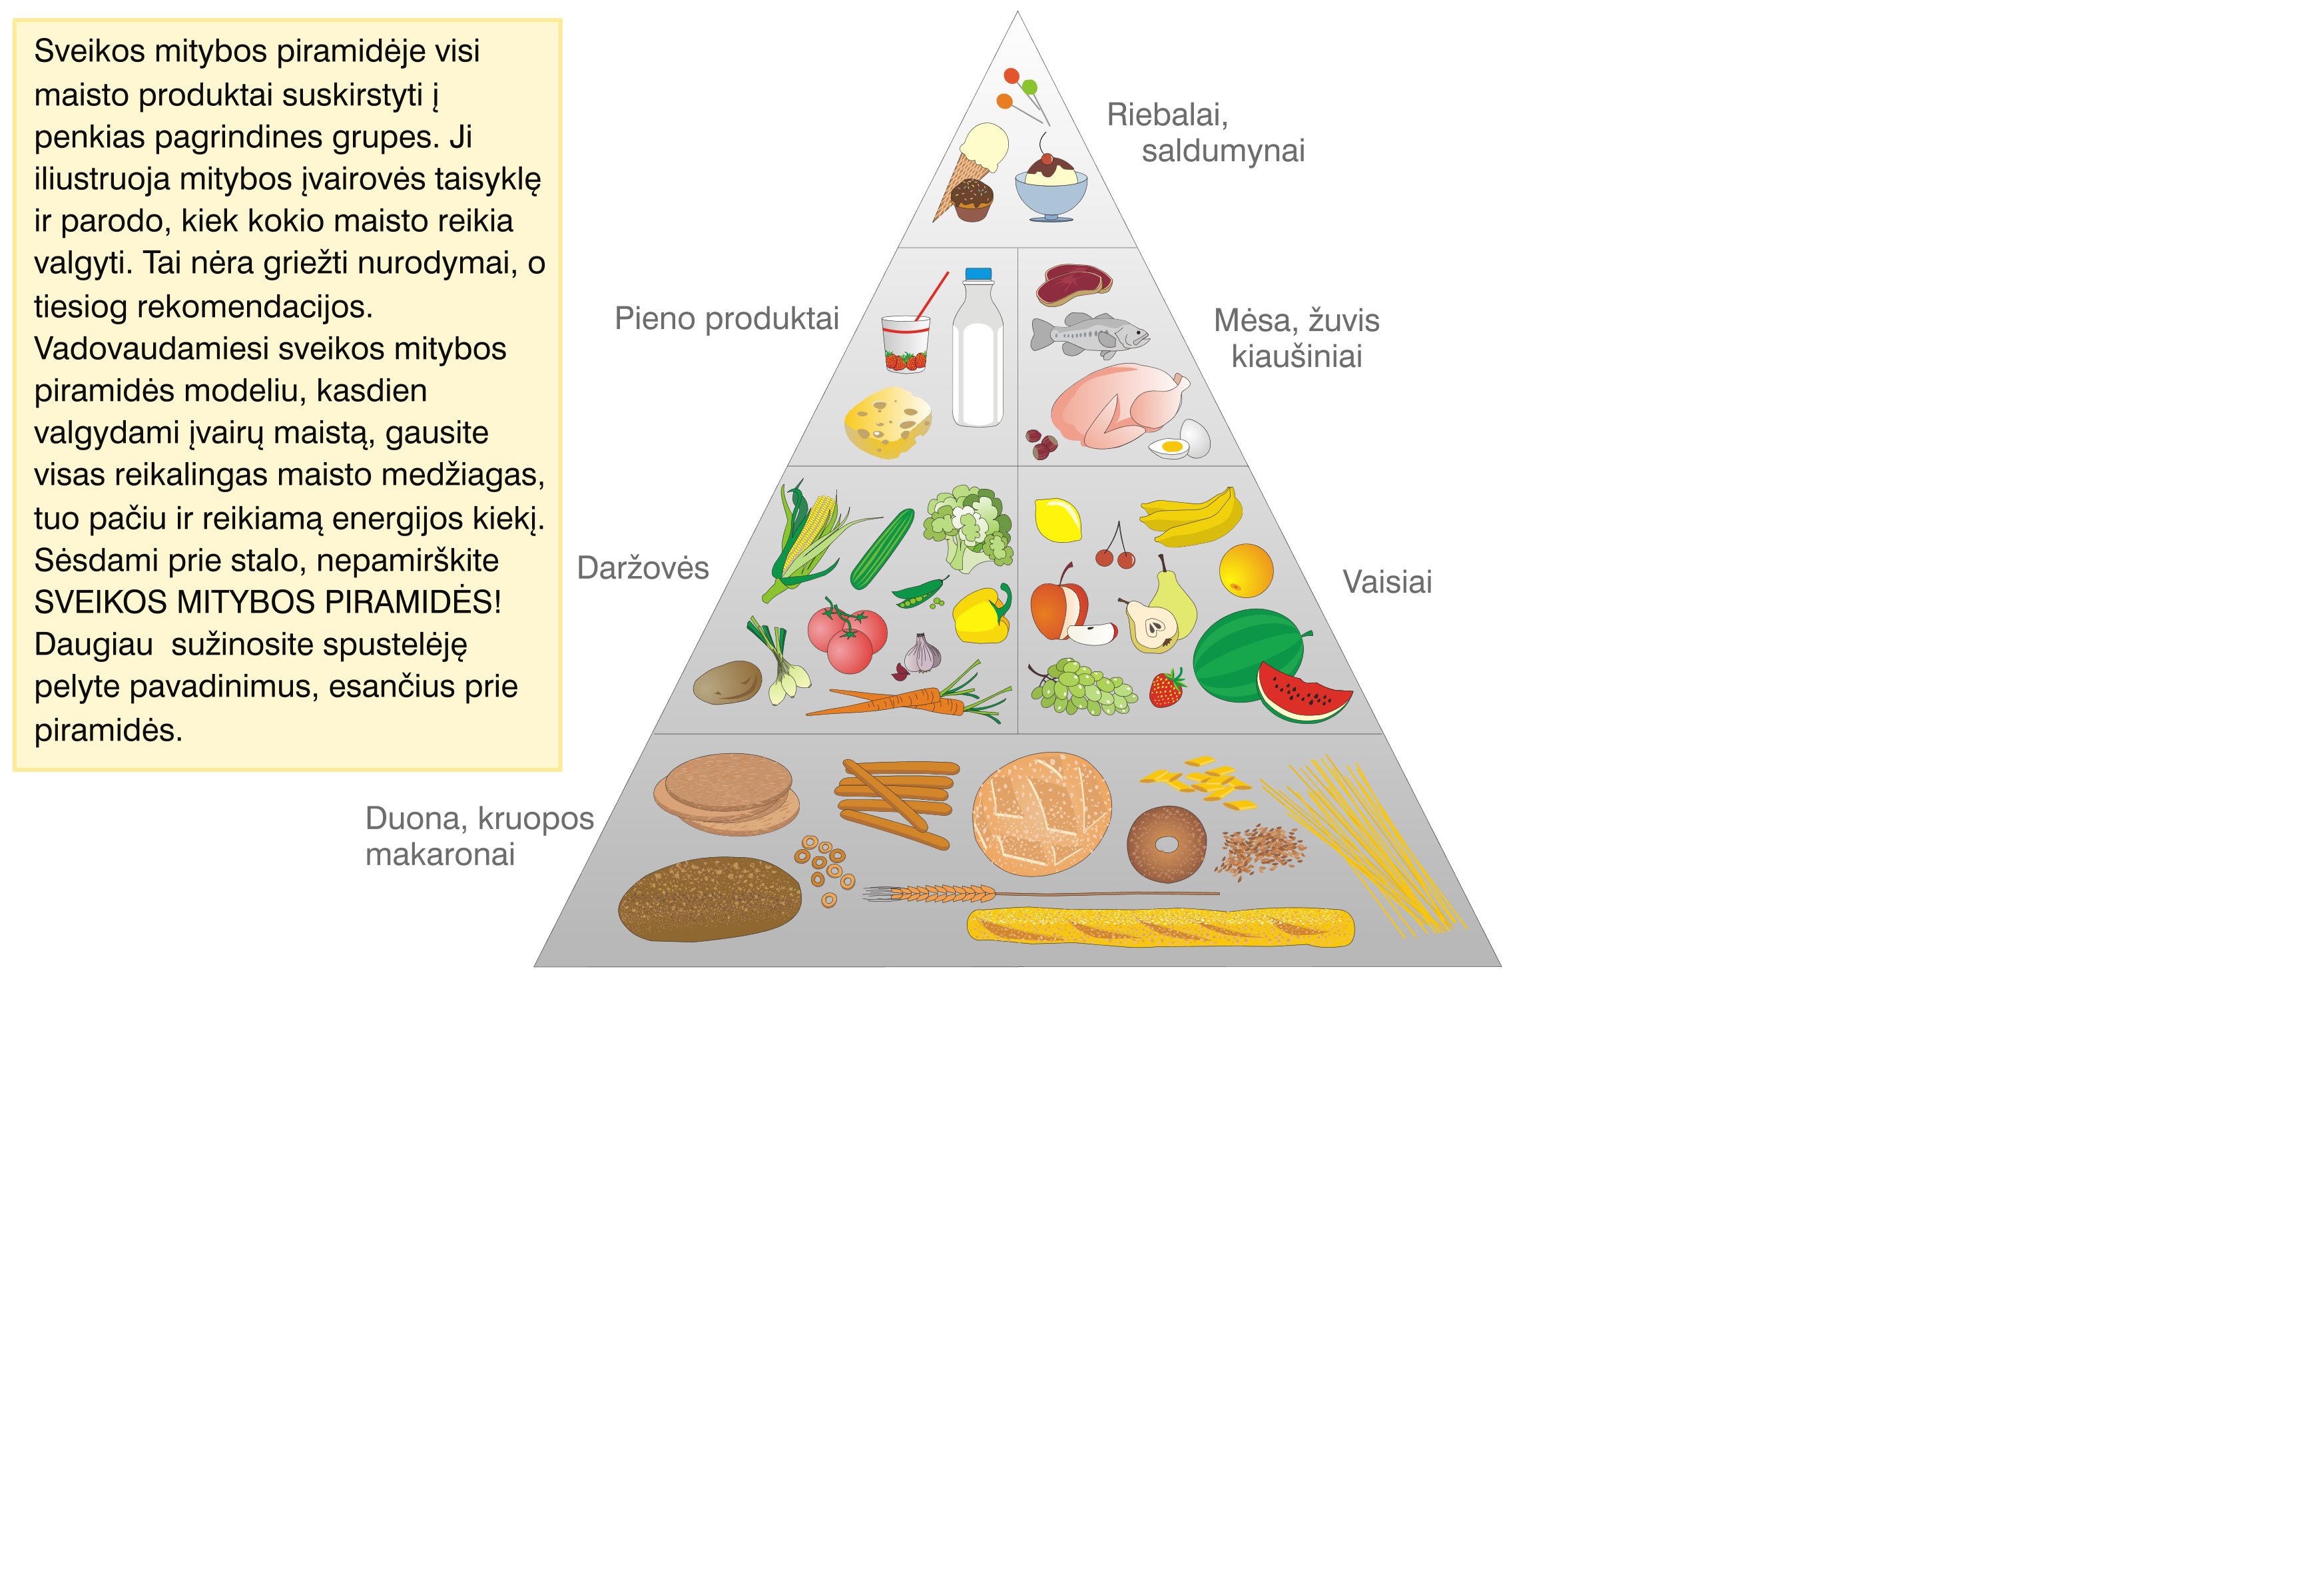 Sveikos mitybos piramidėje visi
maisto produktai suskirstyti į
penkias pagrindines grupes. Ji
iliustruoja mitybos įvairovės taisyklę
ir parodo, kiek kokio maisto reikia
valgyti. Tai nėra griežti nurodymai, o
tiesiog rekomendacijos.
Vadovaudamiesi sveikos mitybos
piramidės modeliu, kasdien
valgydami įvairų maistą, gausite
visas reikalingas maisto medžiagas,
tuo pačiu ir reikiamą energijos kiekį.
Sėsdami prie stalo, nepamirškite
SVEIKOS MITYBOS PIRAMIDĖS!
Daugiau  sužinosite spustelėję
pelyte pavadinimus, esančius prie
piramidės.
Riebalai,
saldumynai
Pieno produktai
Mėsa, žuvis
kiaušiniai
Daržovės
Vaisiai
Duona, kruopos
makaronai